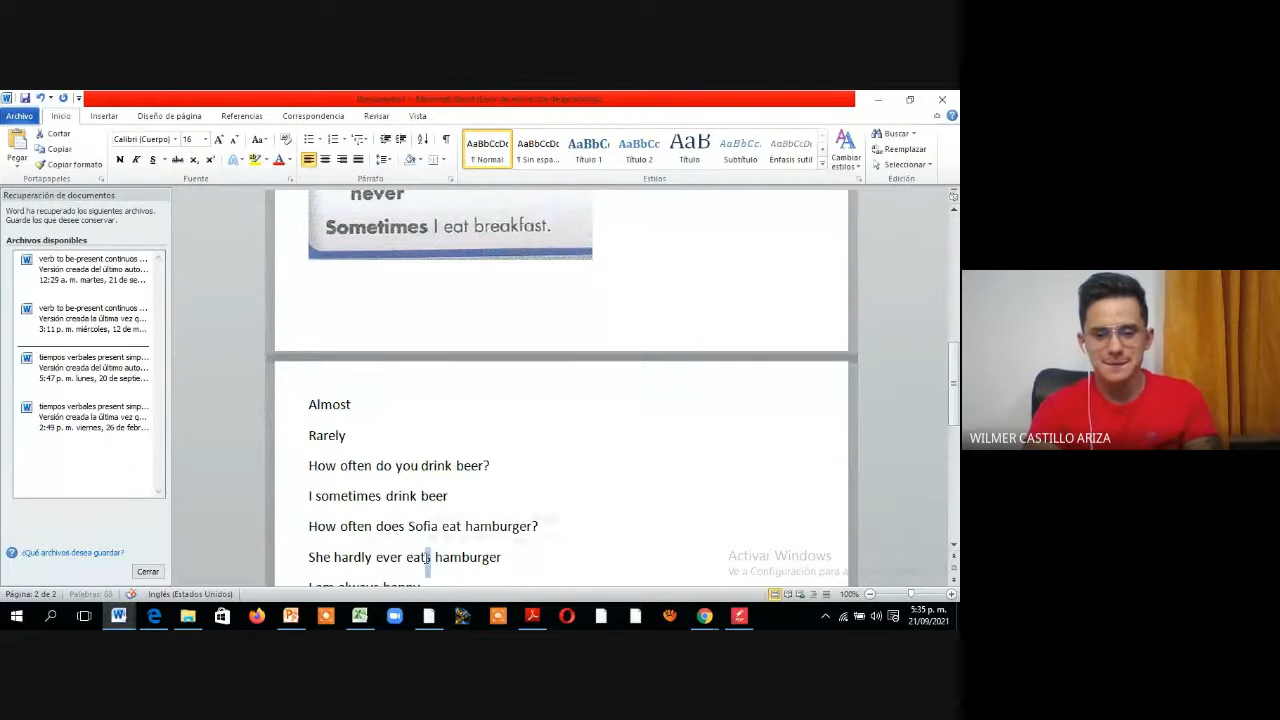 Archivo
Inicio
Insertar
Diseño de página
Referencias
Correspondencia
Revisar
Vista
Pegar
Cortar
Copiar
Copiar formato
Portapapeles
Calibri (Cuerpo)
16
Fuente
Párrafo
AaBbCcDc
¶ Normal
AaBbCcDc
¶ Sin espa...
AaBbC
Título 1
AaBbCc
Título 2
AaB
Título
AaBbCc.
Subtítulo
AaBbCcDc
Énfasis sutil
Estilos
Cambiar
estilos
Buscar
Reemplazar
Seleccionar
Edición
Recuperación de documentos
Word ha recuperado los siguientes archivos.
Guarde los que desee conservar.
Archivos disponibles
verb to be-present continuos ...
Versión creada del último auto...
12:29 a. m. martes, 21 de se...
verb to be-present continuos ...
Versión creada la última vez q...
3:11 p. m. miércoles, 12 de m...
tiempos verbales present simp...
Versión creada del último auto...
5:47 p. m. lunes, 20 de septie...
tiempos verbales present simp...
Versión creada la última vez q...
2:49 p. m. viernes, 26 de febr...
¿Qué archivos desea guardar?
Cerrar
never
Sometimes I eat breakfast.
Almost
Rarely
How often do you drink beer?
I sometimes drink beer
How often does Sofia eat hamburger?
She hardly ever eats hamburger
I am always happy
Activar Windows
Ve a Configuración para a
WILMER CASTILLO ARIZA
Página: 2 de 2
Palabras: 68
Inglés (Estados Unidos)
100%
5:35 p. m.
21/09/2021